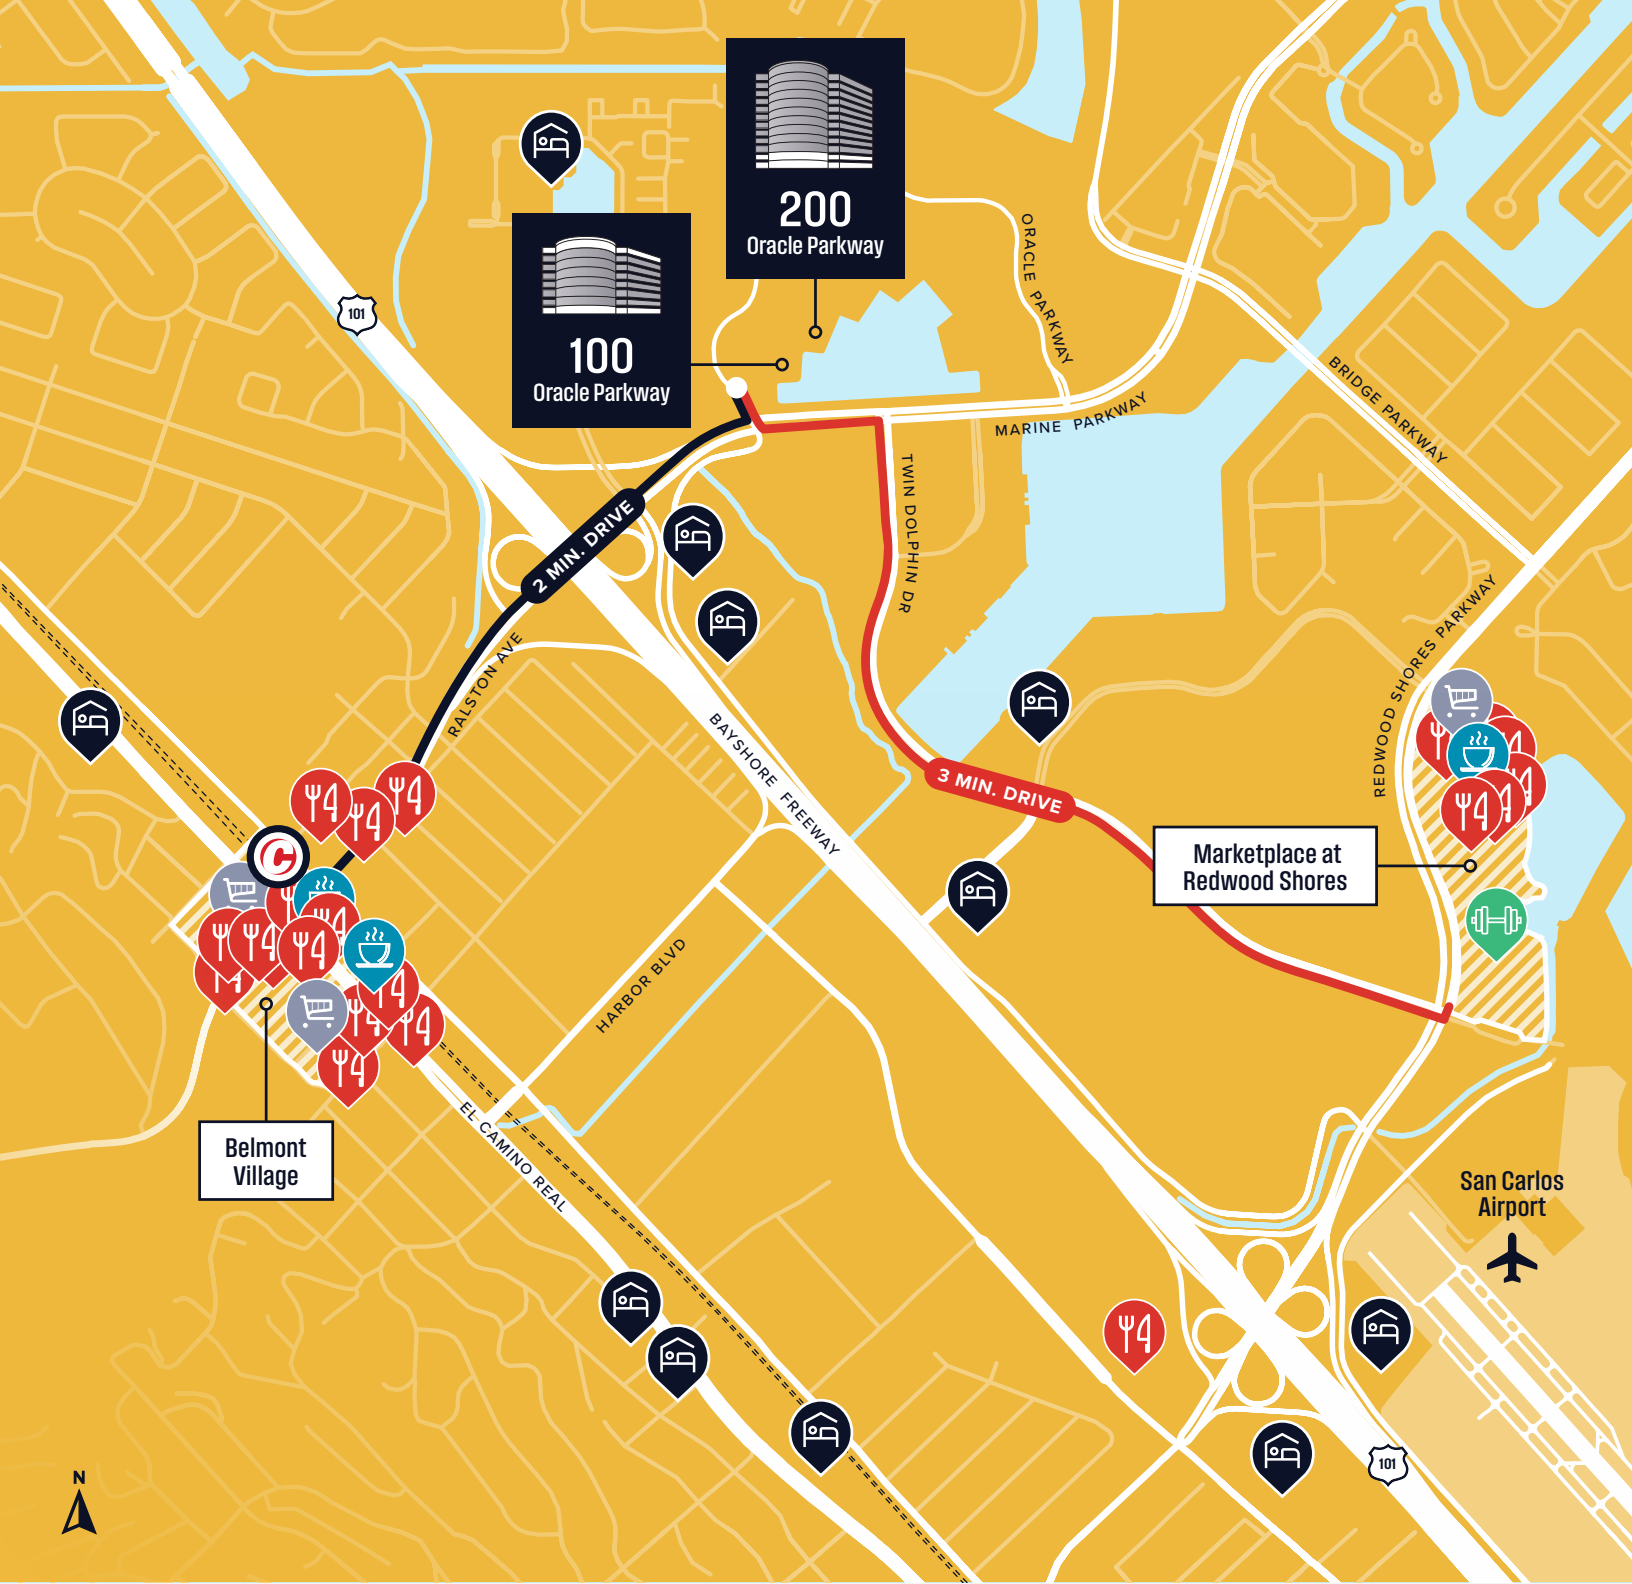 200
Oracle Parkway
100
Oracle Parkway
101
ORACLE PARKWAY
MARINE PARKWAY
BRIDGE PARKWAY
TWIN DOLPHIN DR
2 MIN. DRIVE
RALSTON AVE
REDWOOD SHORES PARKWAY
BAYSHORE FREEWAY
3 MIN. DRIVE
Marketplace at
Redwood Shores
C
HARBOR BLVD
EL CAMINO REAL
Belmont
Village
San Carlos
Airport
101
N